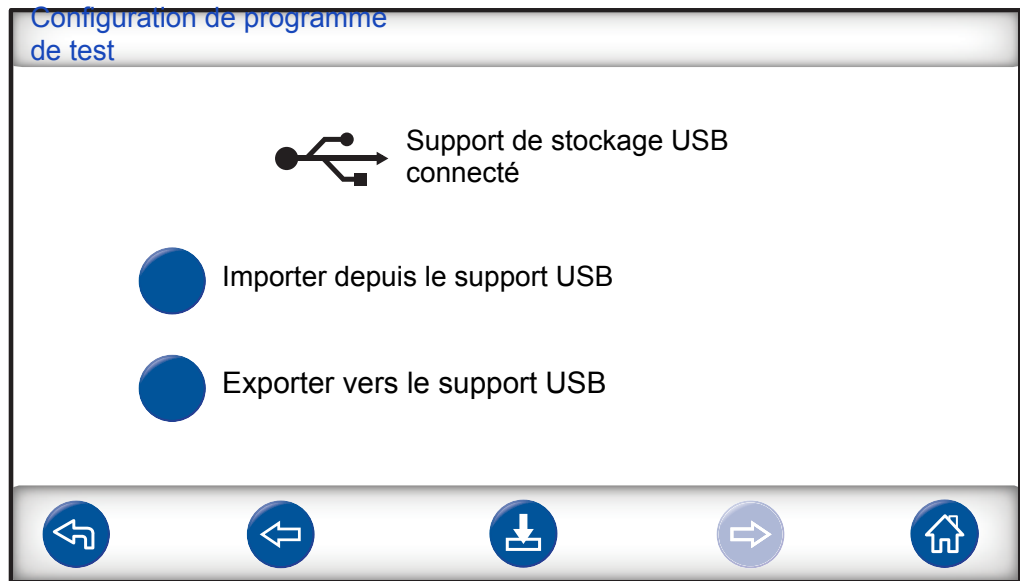 Configuration de programme
de test
Support de stockage USB
connecté
Importer depuis le support USB
Exporter vers le support USB